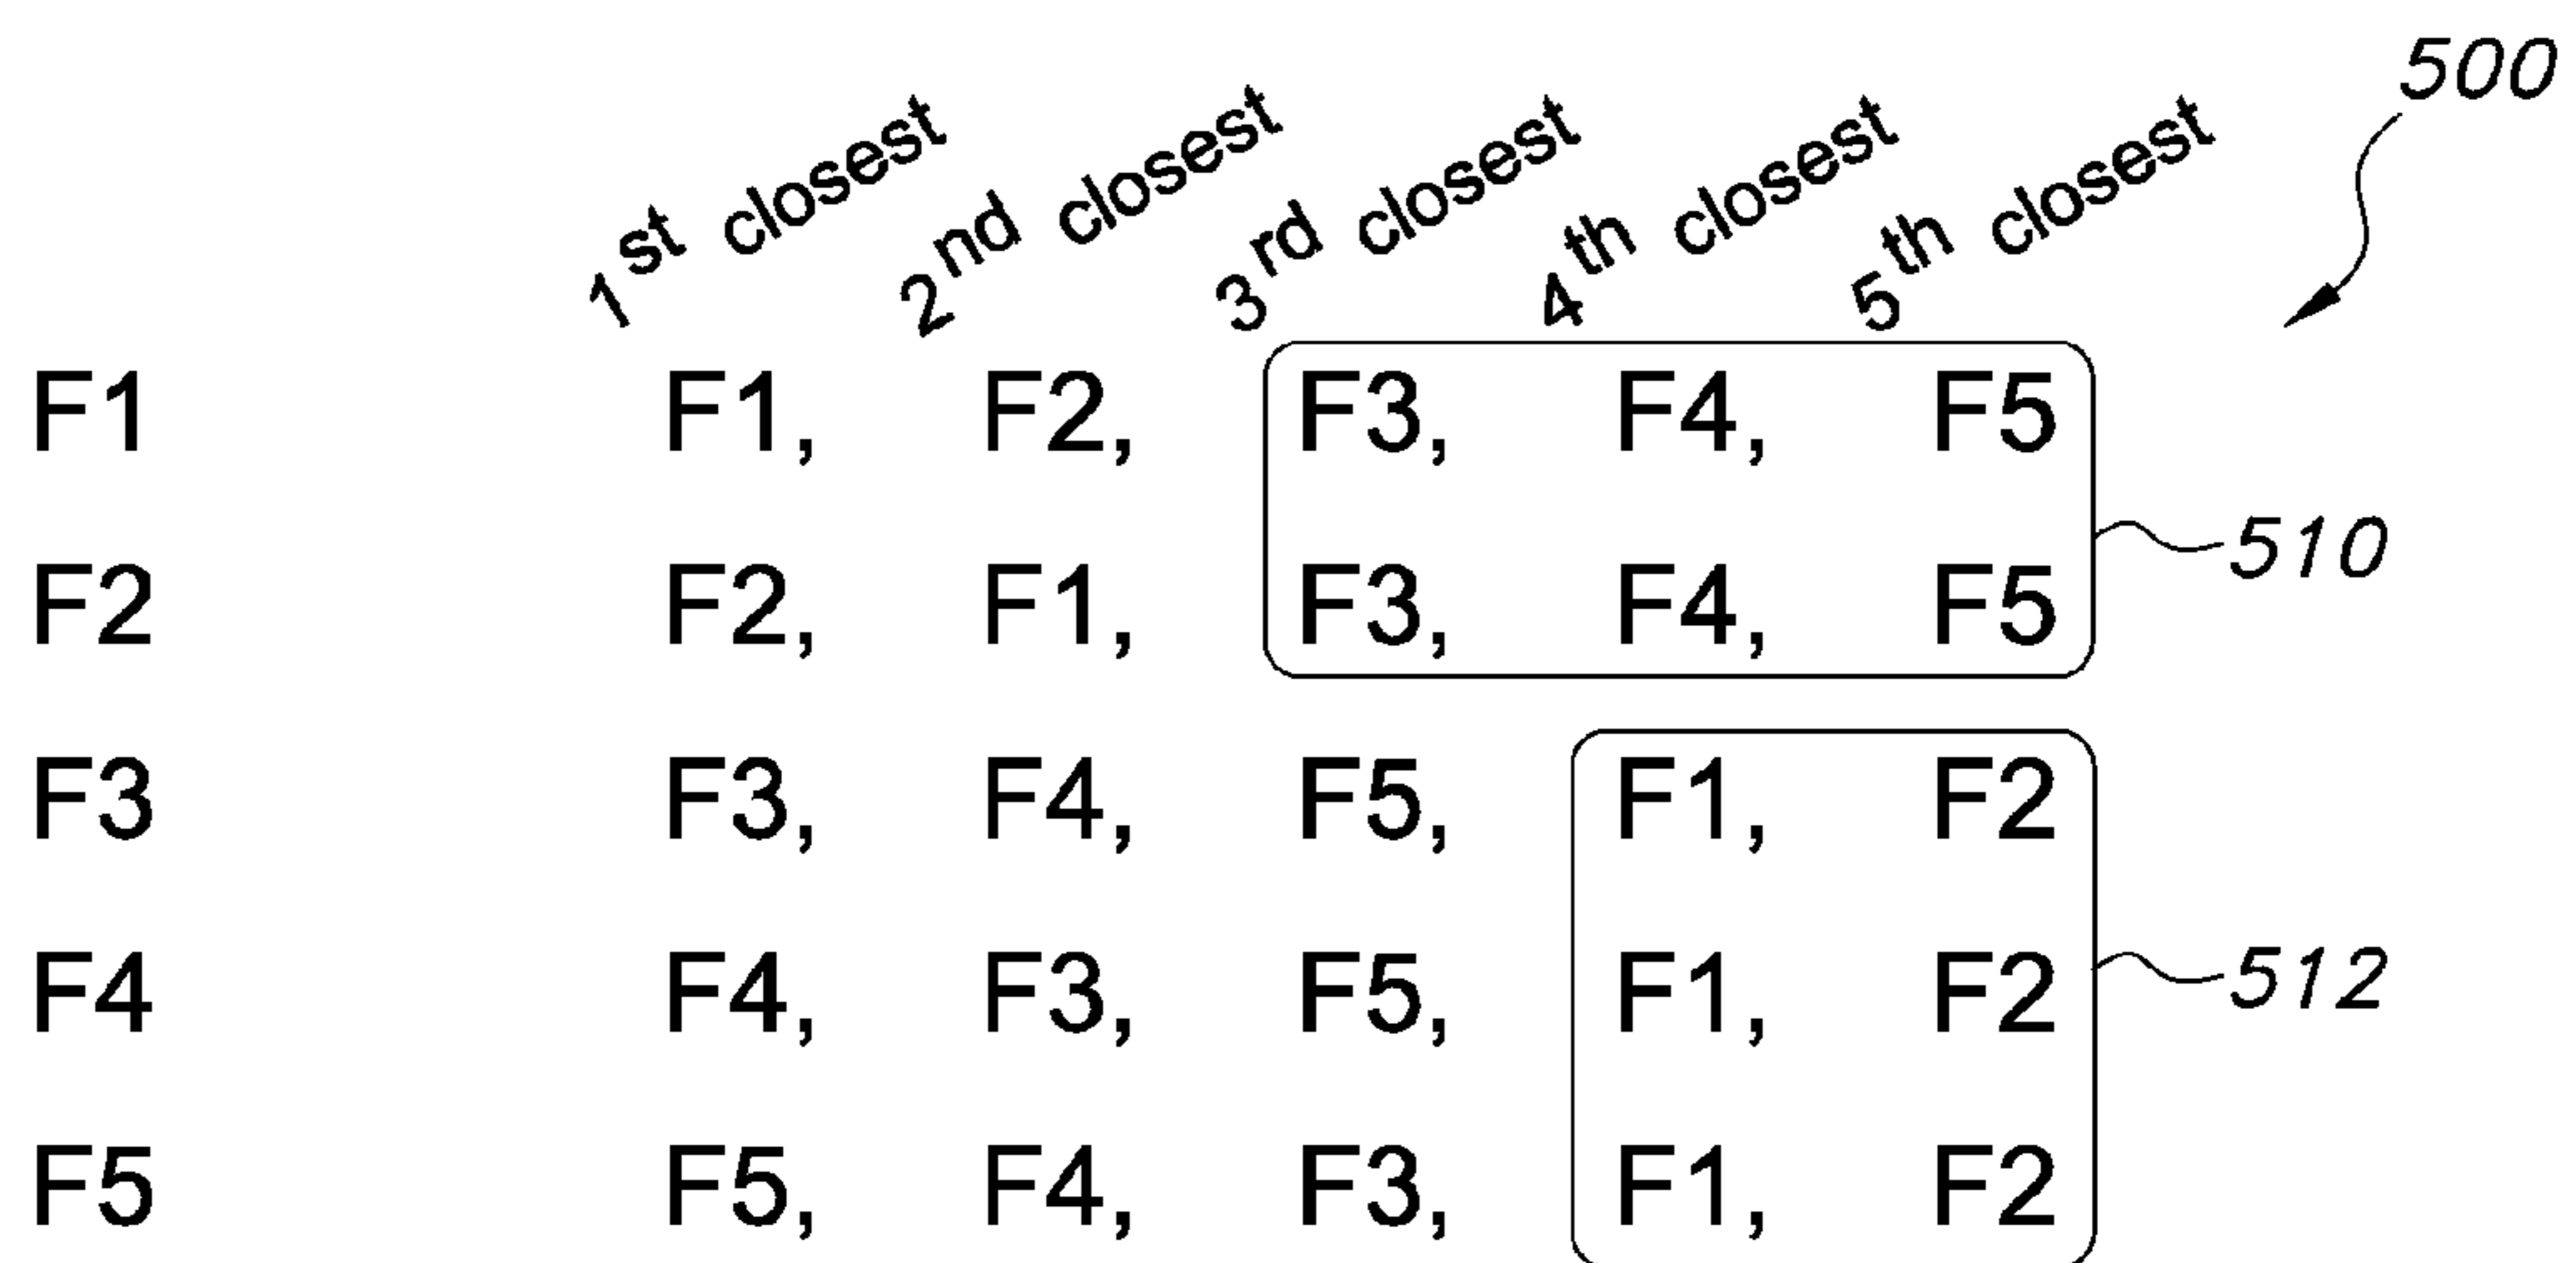 500
1st closest 2nd closest 3rd closest 4th closest 5th closest
F1 F1, F2, F3, F4, F5
510
F2 F2, F1, F3, F4, F5
F3 F3, F4, F5, F1, F2
F4 F4, F3, F5, F1, F2
512
F5 F5, F4, F3, F1, F2